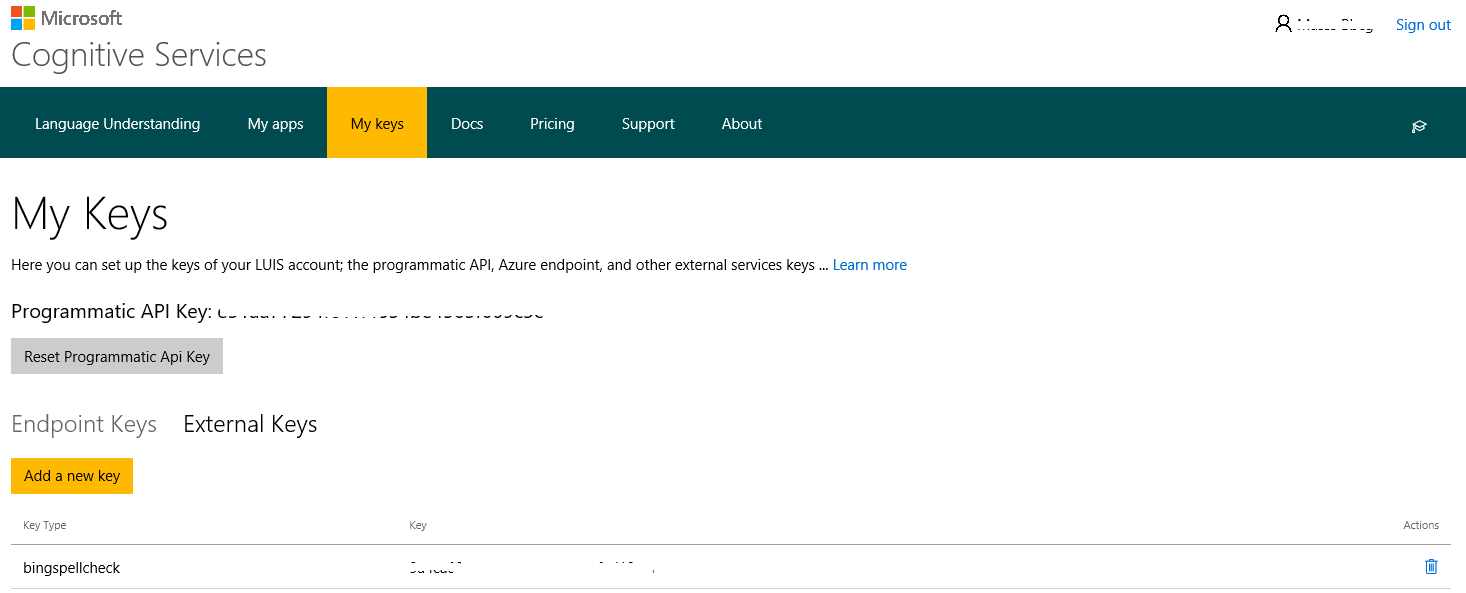 Microsoft
Cognitive Services
Sign out
Language Understanding My apps My keys Docs Pricing Support About
My Keys
Here you can set up the keys of your LUIS account; the programmatic API, Azure endpoint, and other external services keys ... Learn more
Programmatic API Key:
Reset Programmatic Api Key
Endpoint Keys External Keys
Add a new key
Key Type Key Actions
bingspellcheck